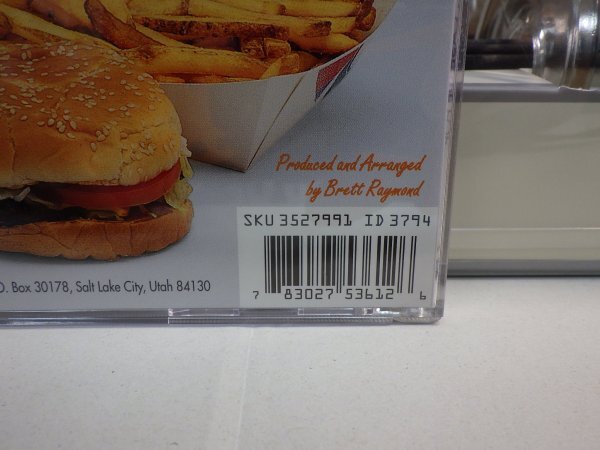 Produced and Arranged
by Brett Raymond
SKU 3527991 ID 3794
7 83027 53612 6
O. Box 30178, Salt Lake City, Utah 84130